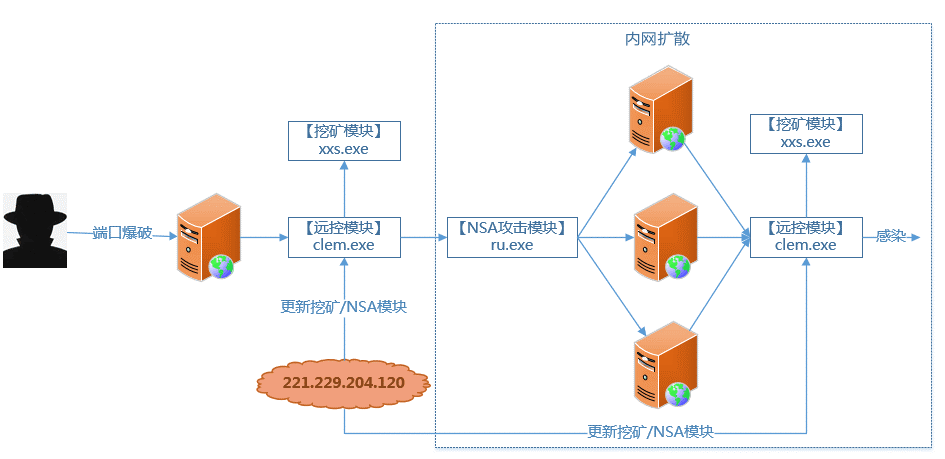 内网扩散
【挖矿模块】
xxs.exe
【挖矿模块】
xxs.exe
端口爆破
【远控模块】
clem.exe
【NSA攻击模块】
ru.exe
【远控模块】
clem.exe
感染
更新挖矿/NSA模块
221.229.204.120
更新挖矿/NSA模块